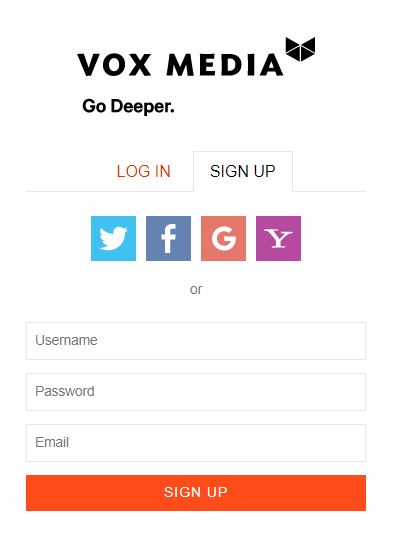 VOX MEDIA
Go Deeper.
LOG IN SIGN UP
or
Username
Password
Email
SIGN UP